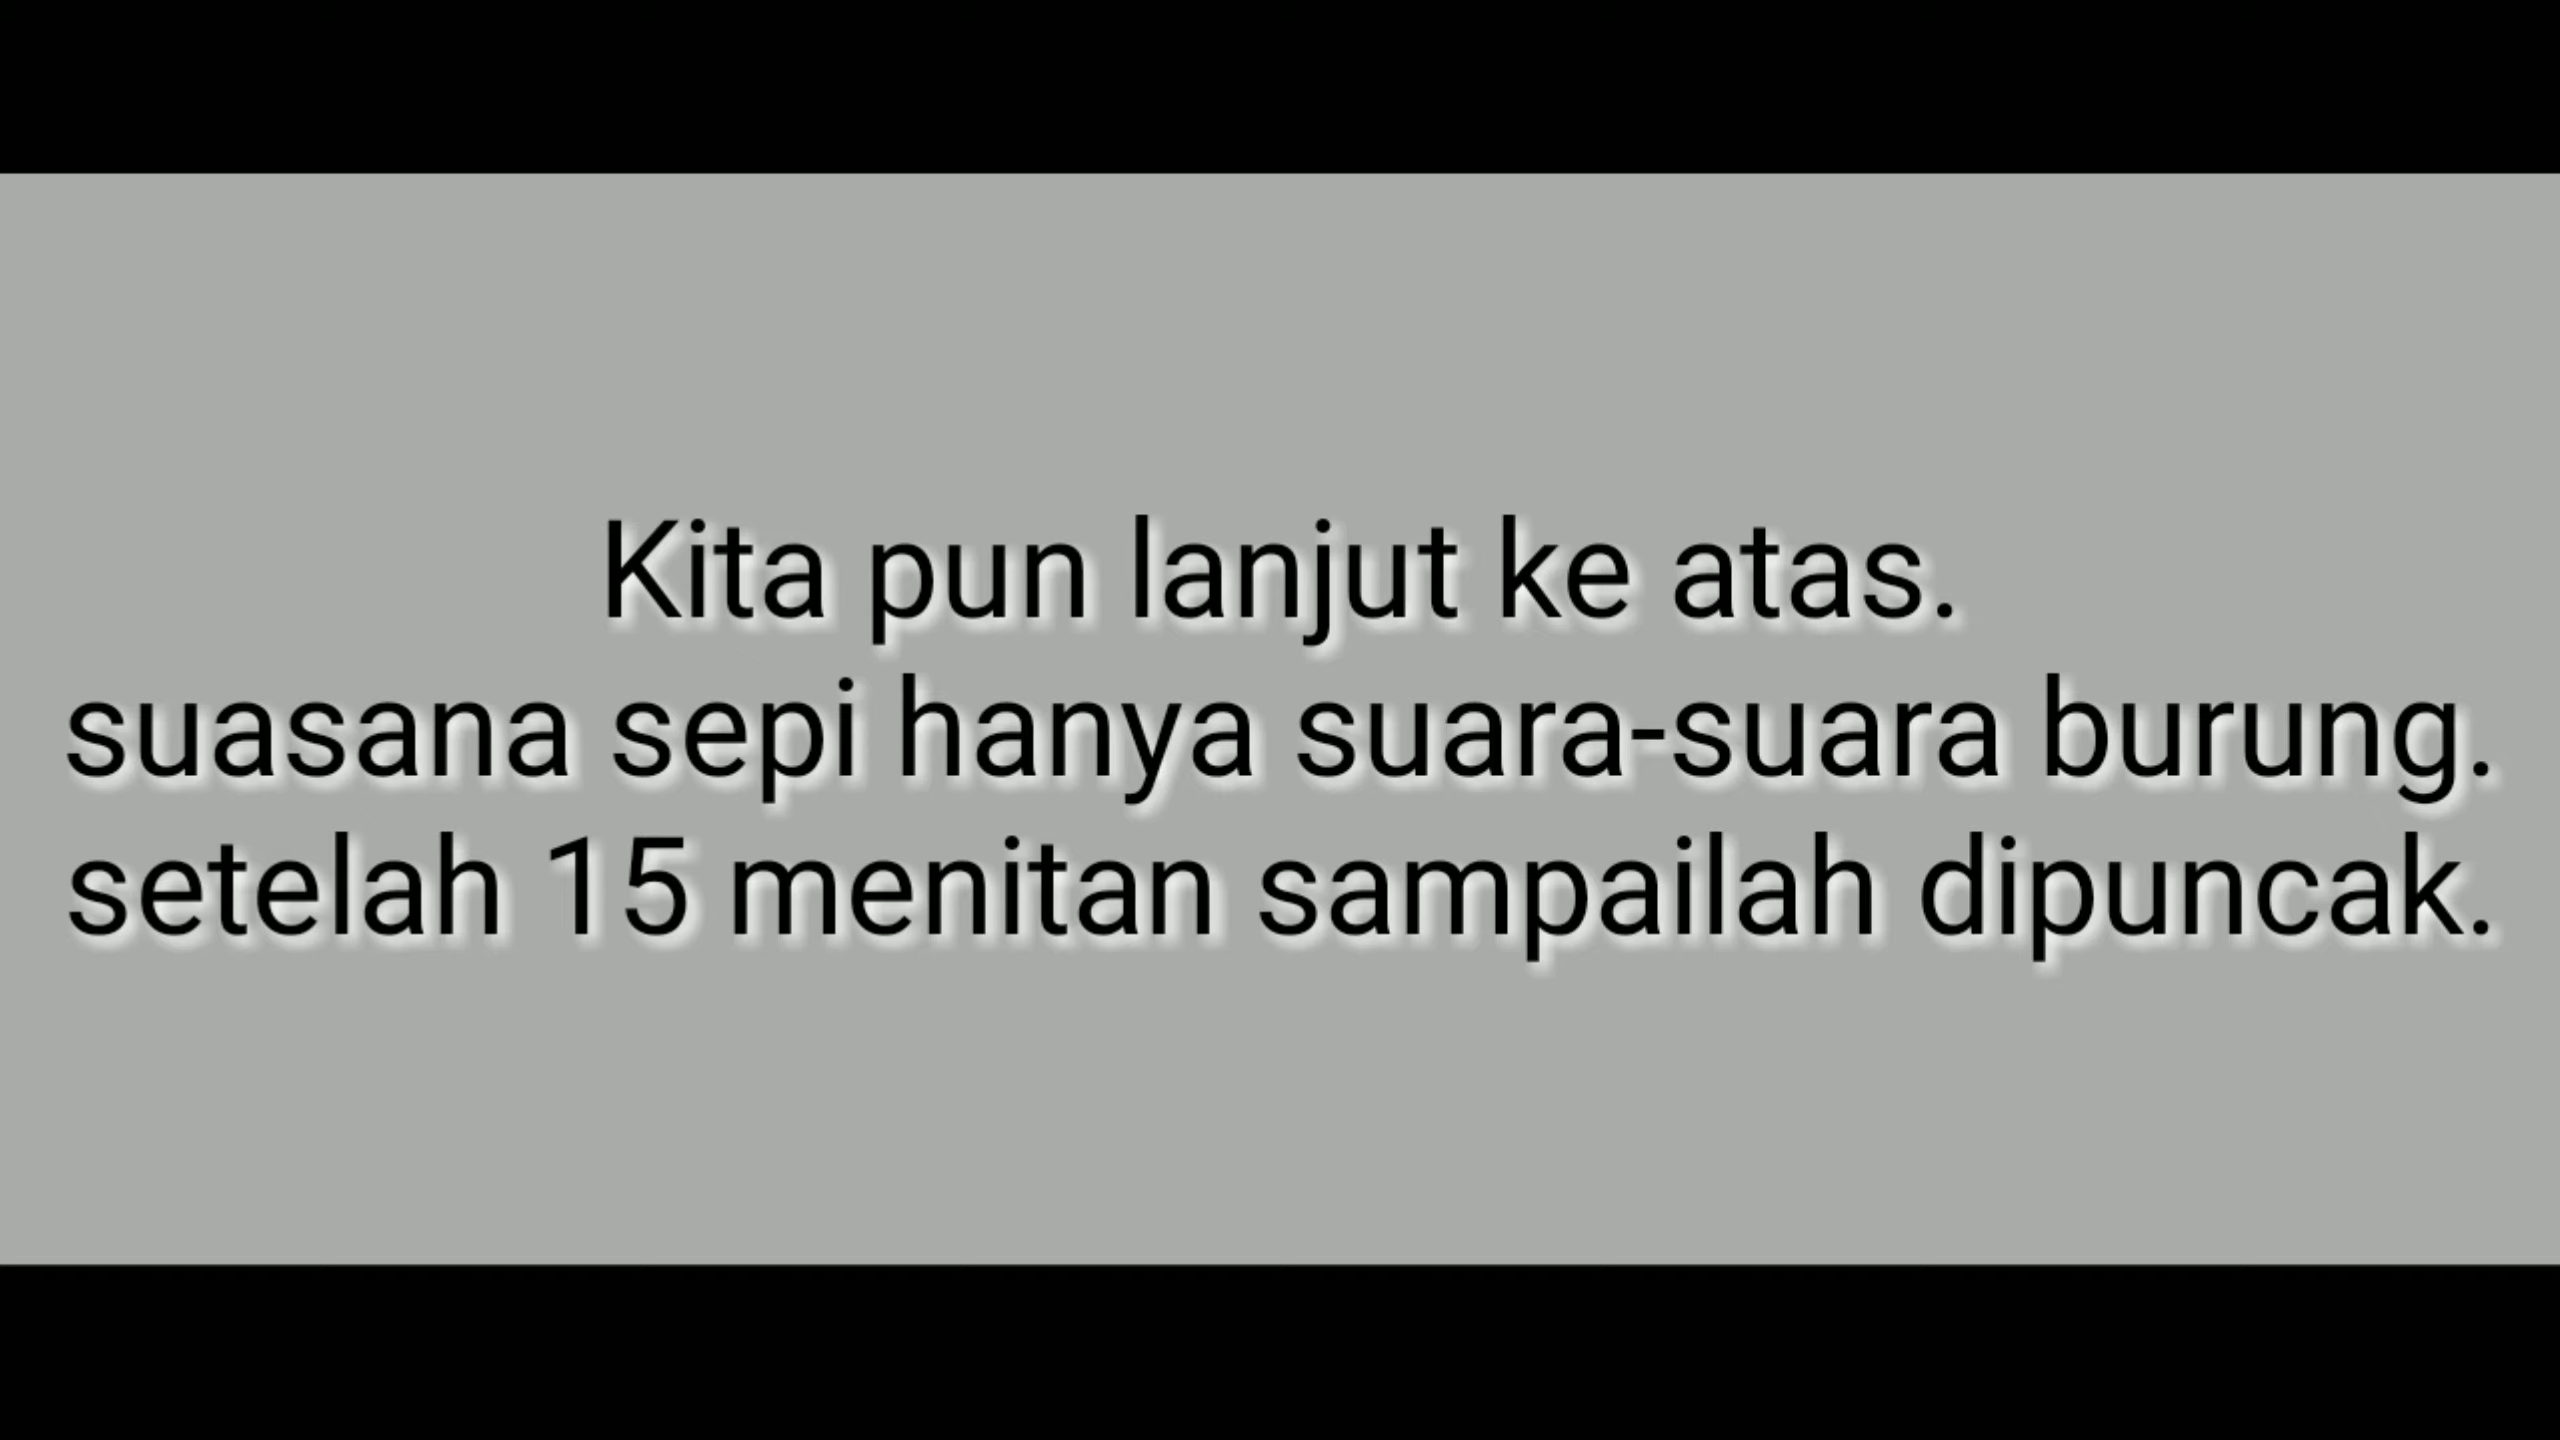 Kita pun lanjut ke atas.
suasana sepi hanya suara-suara burung.
setelah 15 menitan sampailah dipuncak.